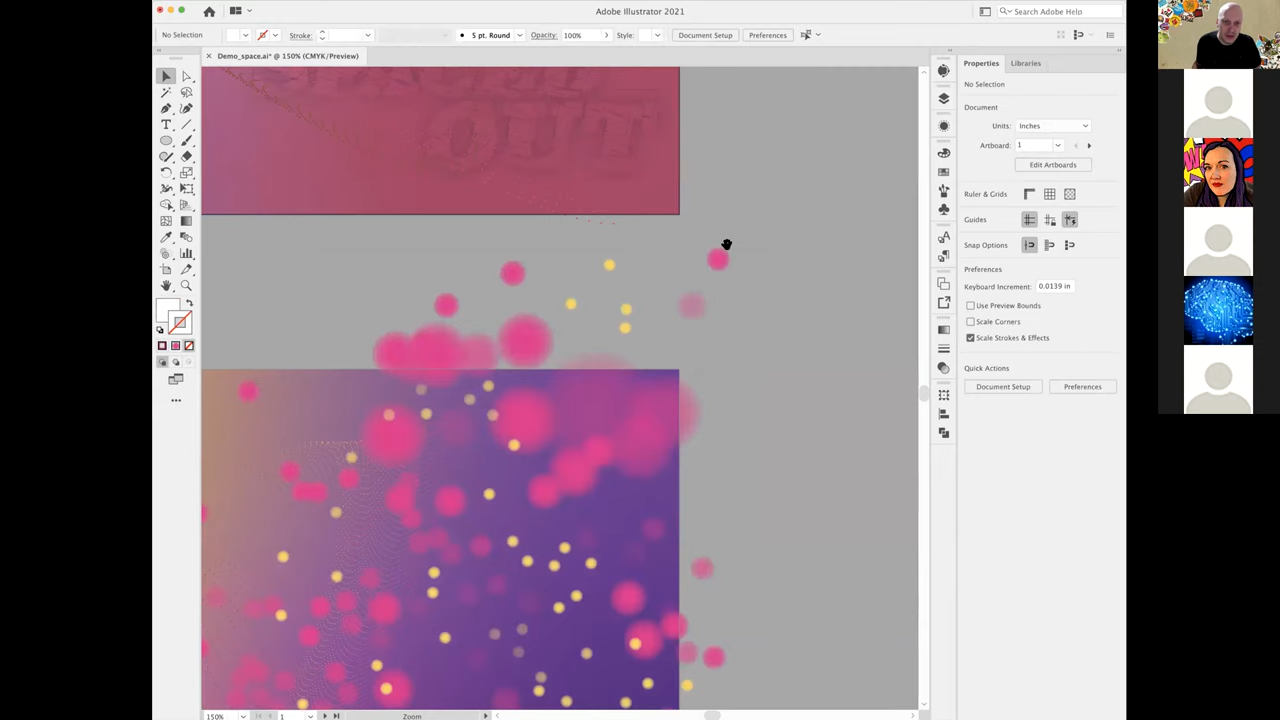 Adobe Illustrator 2021
Search Adobe Help
No Selection
Stroke:
5 pt. Round
Opacity:
100%
Style:
Document Setup
Preferences
Demo_space.ai* @ 150% (CMYK/Preview)
Properties
Libraries
No Selection
Document
Units:
Inches
Artboard:
1
Edit Artboards
Ruler & Grids
Guides
Snap Options
Preferences
Keyboard Increment:
0.0139 in
Use Preview Bounds
Scale Corners
Scale Strokes & Effects
Quick Actions
Document Setup
Preferences
150%
1
Zoom